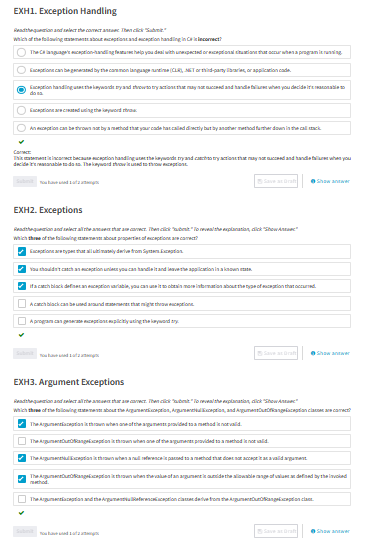 EXH1. Exception Handling
Read the question and select the correct answer. Then click "Submit."
Which of the following statements about exceptions and exception handling in C# is incorrect?
The C# language's exception-handling features help you deal with unexpected or exceptional situations that occur when a program is running.
Exceptions can be generated by the common language runtime (CLR), .NET or third-party libraries, or application code.
Exception handling uses the keywords try and throw to try actions that may not succeed and handle failures when you decide it's reasonable to
do so.
Exceptions are created using the keyword throw.
An exception can be thrown not by a method that your code has called directly but by another method further down in the call stack.
Correct:
This statement is incorrect because exception handling uses the keywords try and catch to try actions that may not succeed and handle failures when you
decide it's reasonable to do so. The keyword throw is used to throw exceptions.
Submit You have used 1 of 2 attempts Save as draft Show answer
EXH2. Exceptions
Read the question and select all the answers that are correct. Then click "submit." To reveal the explanation, click "Show Answer."
Which three of the following statements about properties of exceptions are correct?
Exceptions are types that all ultimately derive from System.Exception.
You shouldn't catch an exception unless you can handle it and leave the application in a known state.
If a catch block defines an exception variable, you can use it to obtain more information about the type of exception that occurred.
A catch block can be used around statements that might throw exceptions.
A program can generate exceptions explicitly using the keyword try.
Submit You have used 1 of 2 attempts Save as draft Show answer
EXH3. Argument Exceptions
Read the question and select all the answers that are correct. Then click "submit." To reveal the explanation, click "Show Answer."
Which three of the following statements about the ArgumentException, ArgumentNullException, and ArgumentOutOfRangeException classes are correct?
The ArgumentException is thrown when one of the arguments provided to a method is not valid.
The ArgumentOutOfRangeException is thrown when one of the arguments provided to a method is not valid.
The ArgumentNullException is thrown when a null reference is passed to a method that does not accept it as a valid argument.
The ArgumentOutOfRangeException is thrown when the value of an argument is outside the allowable range of values as defined by the invoked
method.
The ArgumentException and the ArgumentNullReferenceException classes derive from the ArgumentOutOfRangeException class.
Submit You have used 1 of 2 attempts Save as draft Show answer